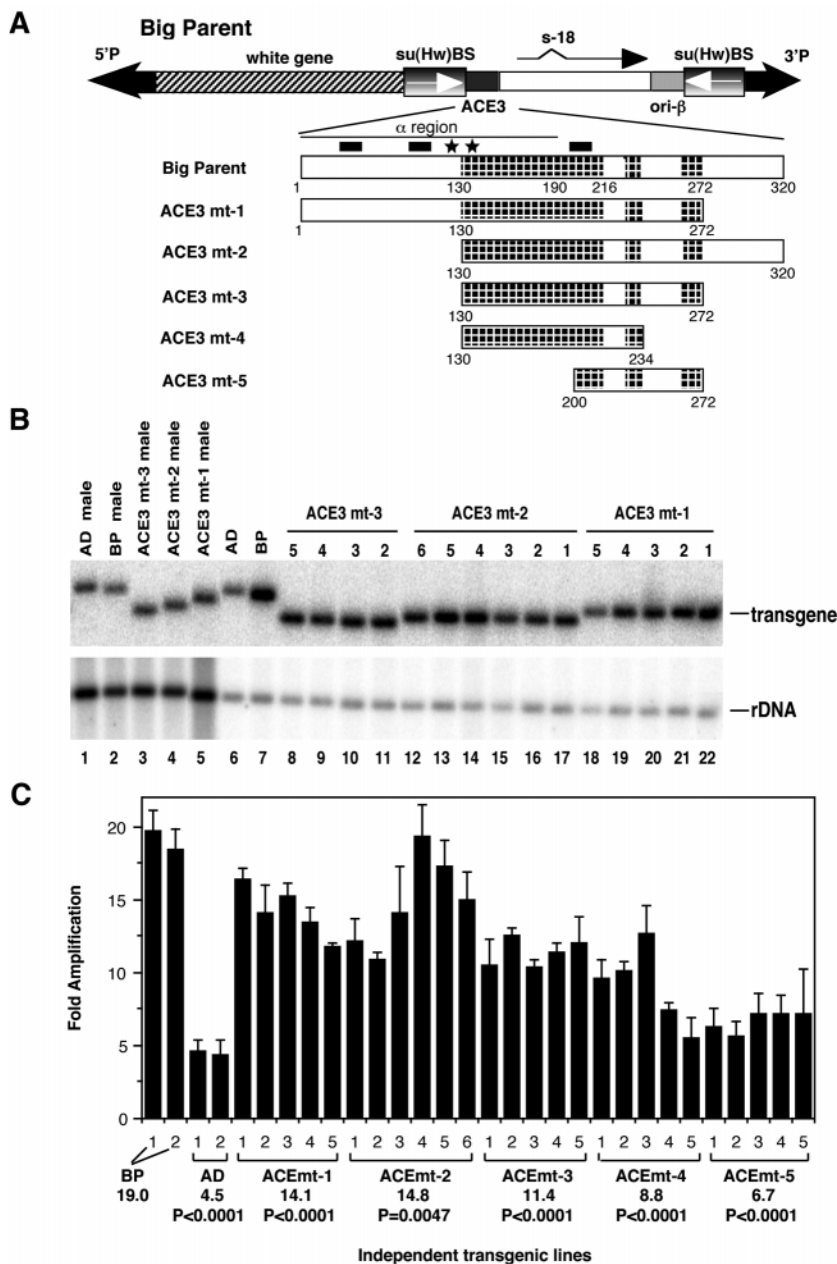 A
Big Parent
5'P
white gene
su(Hw)BS
s-18
su(Hw)BS
3'P
ACE3
ori-β
α region
Big Parent
1 130 190 216 272 320
ACE3 mt-1
1 130 272
ACE3 mt-2
130 320
ACE3 mt-3
130 272
ACE3 mt-4
130 234
ACE3 mt-5
200 272
B
AD male
BP male
ACE3 mt-3 male
ACE3 mt-2 male
ACE3 mt-1 male
AD
BP
ACE3 mt-3
ACE3 mt-2
ACE3 mt-1
5 4 3 2 6 5 4 3 2 1 5 4 3 2 1
transgene
rDNA
1 2 3 4 5 6 7 8 9 10 11 12 13 14 15 16 17 18 19 20 21 22
C
Fold Amplification
20
15
10
5
0
1 2 1 2 1 2 3 4 5 1 2 3 4 5 6 1 2 3 4 5 1 2 3 4 5 1 2 3 4 5
BP AD ACEmt-1 ACEmt-2 ACEmt-3 ACEmt-4 ACEmt-5
19.0 4.5 14.1 14.8 11.4 8.8 6.7
P<0.0001 P<0.0001 P=0.0047 P<0.0001 P<0.0001 P<0.0001
Independent transgenic lines